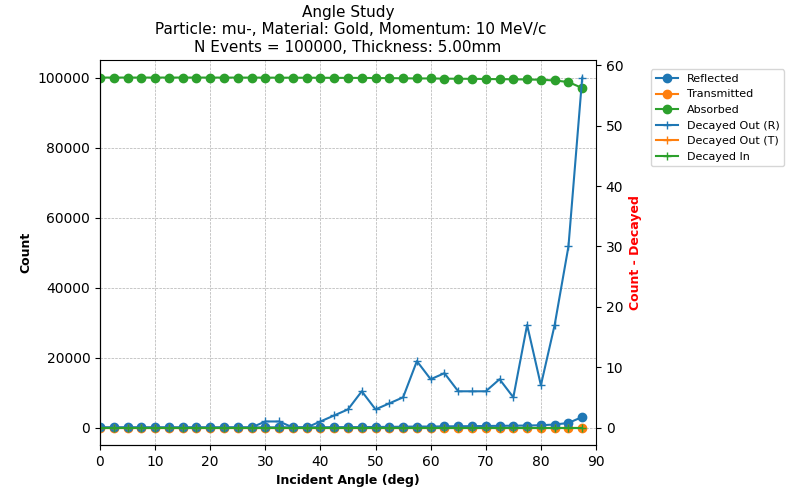 Angle Study
Particle: mu-, Material: Gold, Momentum: 10 MeV/c
N Events = 100000, Thickness: 5.00mm
100000
80000
60000
40000
20000
0
Count
60
50
40
30
20
10
0
Count - Decayed
0 10 20 30 40 50 60 70 80 90
Incident Angle (deg)
Reflected
Transmitted
Absorbed
Decayed Out (R)
Decayed Out (T)
Decayed In